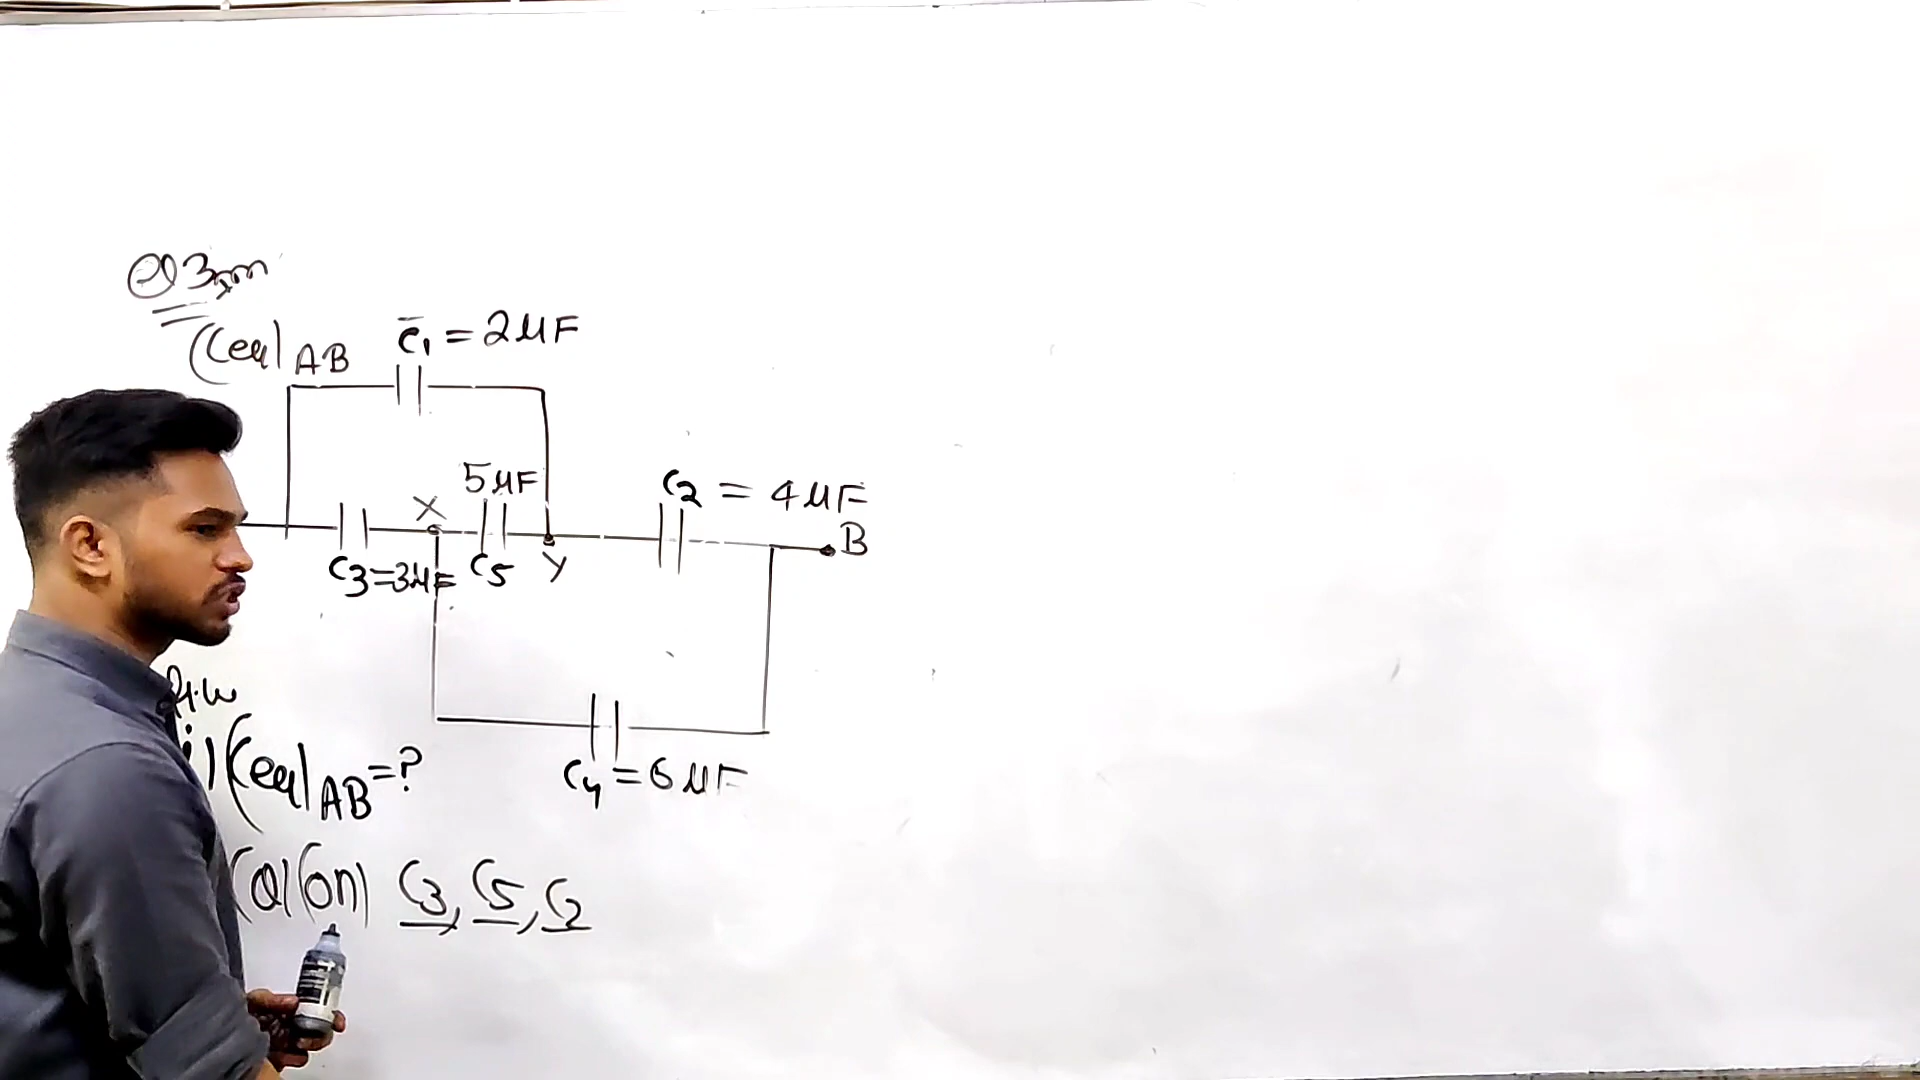 Q3
(Ceq)AB
C1 = 2μF
5μF
X
C2 = 4μF
B
C3=3μF
C5
Y
H.W
i) (Ceq)AB=?
C4=6μF
(Q)(on) C3, C5, C2